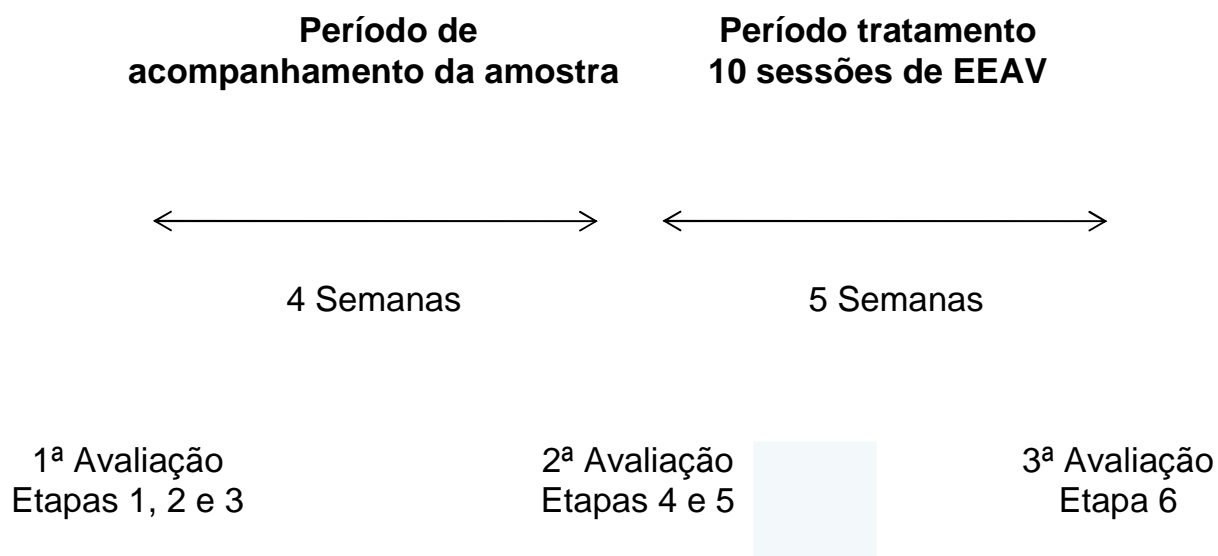 Período de
acompanhamento da amostra
Período tratamento
10 sessões de EEAV
4 Semanas
5 Semanas
1ª Avaliação
Etapas 1, 2 e 3
2ª Avaliação
Etapas 4 e 5
3ª Avaliação
Etapa 6